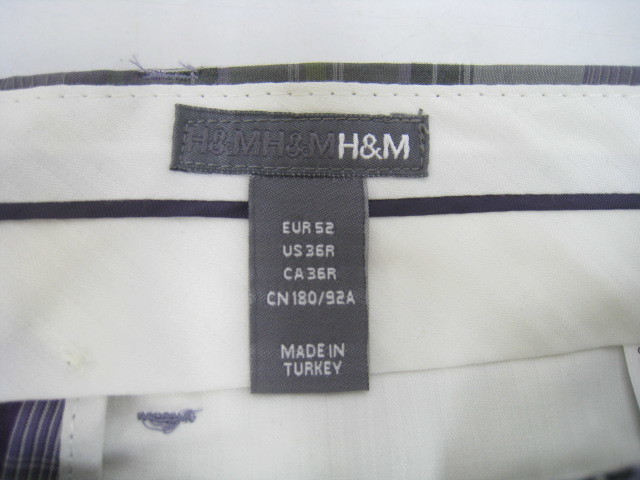 H&MH&MH&M
EUR 52
US 36R
CA 36R
CN 180/92A
MADE IN
TURKEY